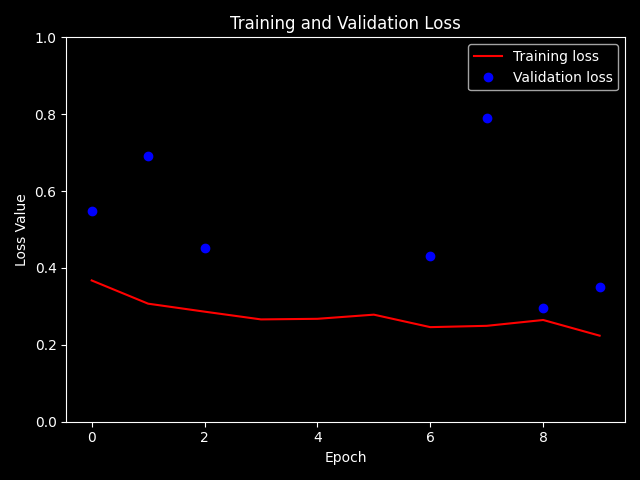 Training and Validation Loss
1.0
Training loss
Validation loss
0.8
0.6
Loss Value
0.4
0.2
0.0
0 2 4 6 8
Epoch